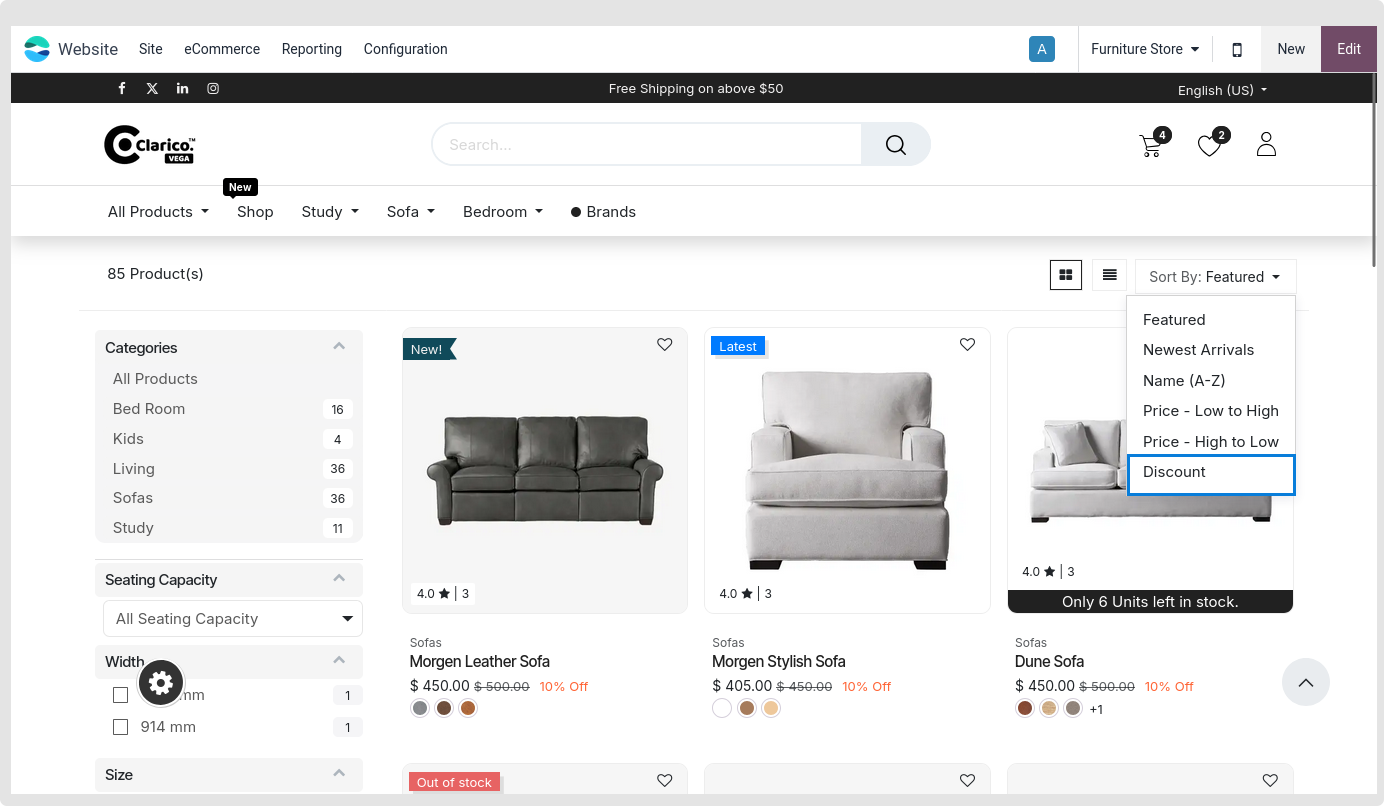 Website Site eCommerce Reporting Configuration A Furniture Store New Edit
Free Shipping on above $50 English (US)
Clarico.™ VEGA Search... 4 2
New
All Products Shop Study Sofa Bedroom Brands
85 Product(s) Sort By: Featured
Featured
Newest Arrivals
Name (A-Z)
Price - Low to High
Price - High to Low
Discount
Categories
All Products
Bed Room 16
Kids 4
Living 36
Sofas 36
Study 11
Seating Capacity
All Seating Capacity
Width
mm 1
914 mm 1
Size
New!
4.0 | 3
Sofas
Morgen Leather Sofa
$ 450.00 $ 500.00 10% Off
Latest
4.0 | 3
Sofas
Morgen Stylish Sofa
$ 405.00 $ 450.00 10% Off
4.0 | 3
Only 6 Units left in stock.
Sofas
Dune Sofa
$ 450.00 $ 500.00 10% Off
+1
Out of stock